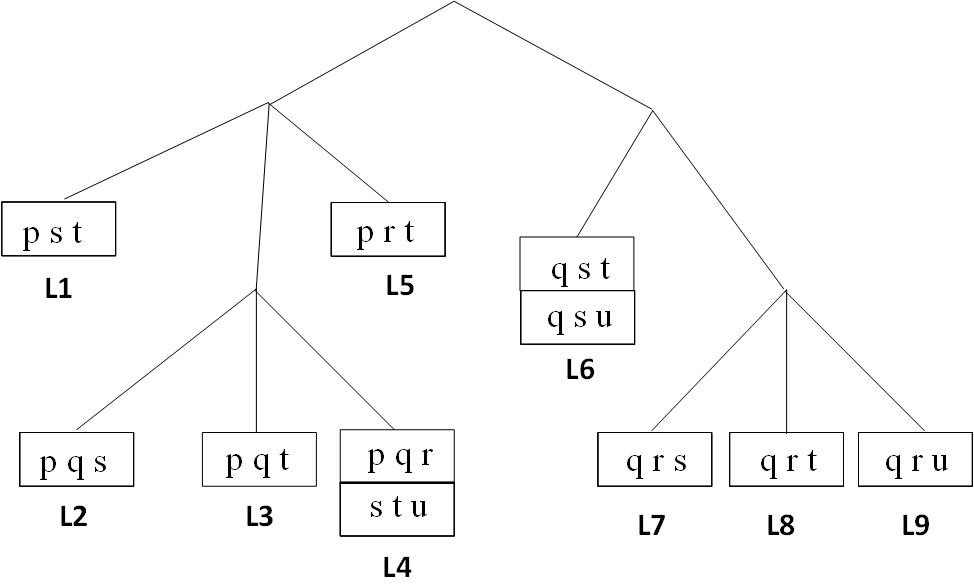 p s t
L1
p r t
L5
q s t
q s u
L6
p q s
L2
p q t
L3
p q r
s t u
L4
q r s
L7
q r t
L8
q r u
L9